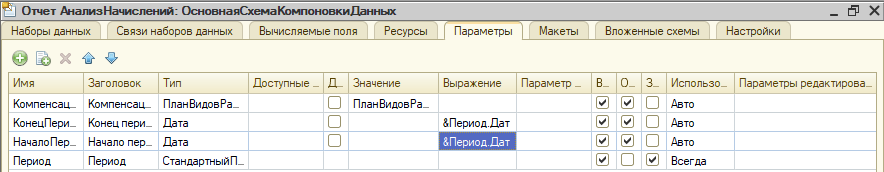 Отчет АнализНачислений: ОсновнаяСхемаКомпоновкиДанных
Наборы данных Связи наборов данных Вычисляемые поля Ресурсы Параметры Макеты Вложенные схемы Настройки
Имя Заголовок Тип Доступные ... Д... Значение Выражение Параметр ... В... О... З... Использо... Параметры редактирова...
Компенсац... Компенсац... ПланВидовРа... ПланВидовРа... Авто
КонецПери... Конец пери... Дата &Период.Дат Авто
НачалоПер... Начало пер... Дата &Период.Дат Авто
Период Период СтандартныйП... Всегда